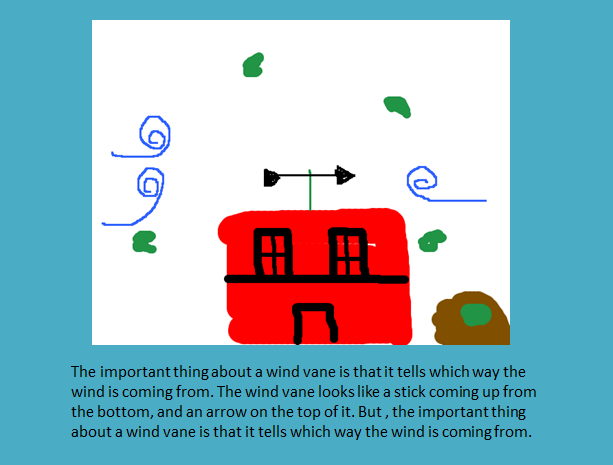 The important thing about a wind vane is that it tells which way the
wind is coming from. The wind vane looks like a stick coming up from
the bottom, and an arrow on the top of it. But , the important thing
about a wind vane is that it tells which way the wind is coming from.